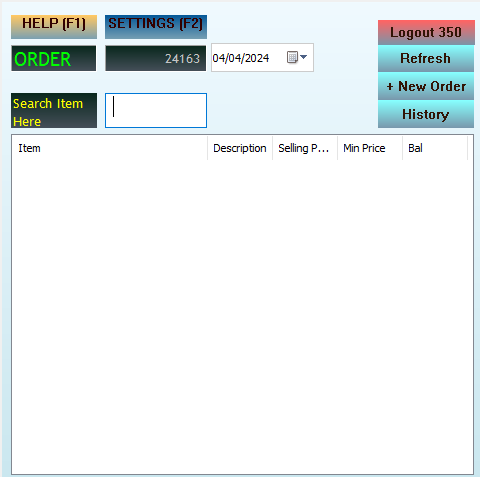 HELP (F1) SETTINGS (F2)
Logout 350
ORDER 24163 04/04/2024
Refresh
+ New Order
Search Item
Here
History
Item Description Selling P... Min Price Bal